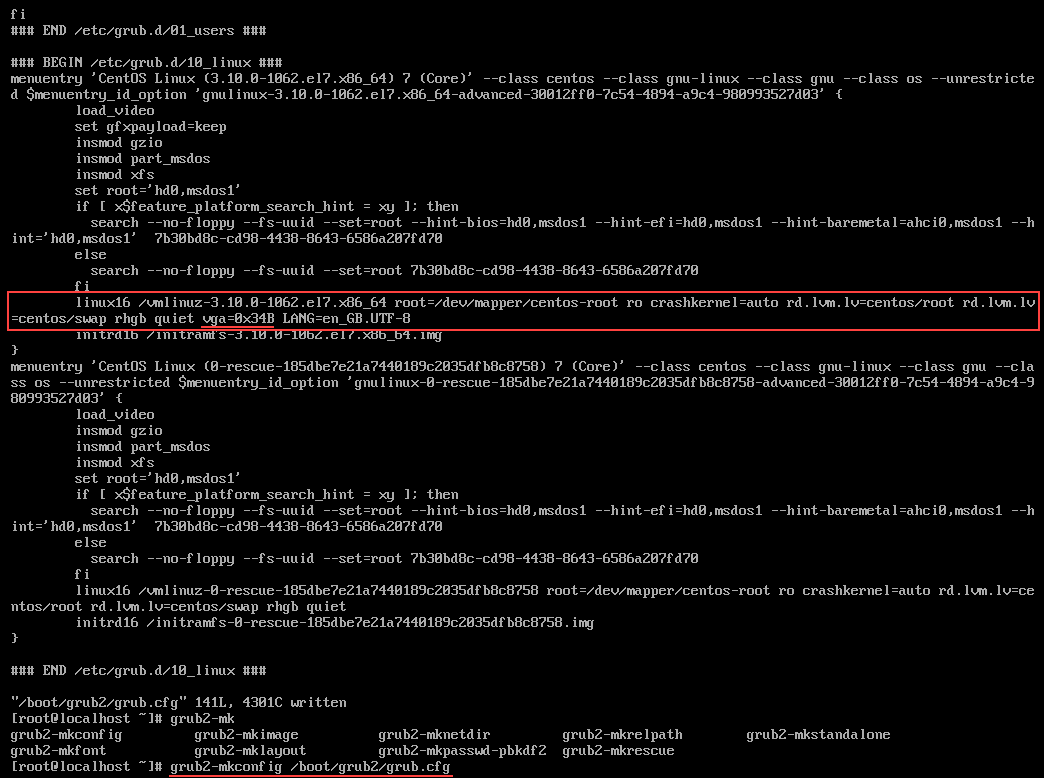 fi
### END /etc/grub.d/01_users ###
### BEGIN /etc/grub.d/10_linux ###
menuentry 'CentOS Linux (3.10.0-1062.el7.x86_64) 7 (Core)' --class centos --class gnu-linux --class gnu --class os --unrestricte
d $menuentry_id_option 'gnulinux-3.10.0-1062.el7.x86_64-advanced-30012ff0-7c54-4894-a9c4-980993527d03' {
load_video
set gfxpayload=keep
insmod gzio
insmod part_msdos
insmod xfs
set root='hd0,msdos1'
if [ x$feature_platform_search_hint = xy ]; then
search --no-floppy --fs-uuid --set=root --hint-bios=hd0,msdos1 --hint-efi=hd0,msdos1 --hint-baremetal=ahci0,msdos1 --h
int='hd0,msdos1'  7b30bd8c-cd98-4438-8643-6586a207fd70
else
search --no-floppy --fs-uuid --set=root 7b30bd8c-cd98-4438-8643-6586a207fd70
fi
linux16 /vmlinuz-3.10.0-1062.el7.x86_64 root=/dev/mapper/centos-root ro crashkernel=auto rd.lvm.lv=centos/root rd.lvm.lv
=centos/swap rhgb quiet vga=0x34B LANG=en_GB.UTF-8
initrd16 /initramfs-3.10.0-1062.el7.x86_64.img
}
menuentry 'CentOS Linux (0-rescue-185dbe7e21a7440189c2035dfb8c8758) 7 (Core)' --class centos --class gnu-linux --class gnu --cla
ss os --unrestricted $menuentry_id_option 'gnulinux-0-rescue-185dbe7e21a7440189c2035dfb8c8758-advanced-30012ff0-7c54-4894-a9c4-9
80993527d03' {
load_video
insmod gzio
insmod part_msdos
insmod xfs
set root='hd0,msdos1'
if [ x$feature_platform_search_hint = xy ]; then
search --no-floppy --fs-uuid --set=root --hint-bios=hd0,msdos1 --hint-efi=hd0,msdos1 --hint-baremetal=ahci0,msdos1 --h
int='hd0,msdos1'  7b30bd8c-cd98-4438-8643-6586a207fd70
else
search --no-floppy --fs-uuid --set=root 7b30bd8c-cd98-4438-8643-6586a207fd70
fi
linux16 /vmlinuz-0-rescue-185dbe7e21a7440189c2035dfb8c8758 root=/dev/mapper/centos-root ro crashkernel=auto rd.lvm.lv=ce
ntos/root rd.lvm.lv=centos/swap rhgb quiet
initrd16 /initramfs-0-rescue-185dbe7e21a7440189c2035dfb8c8758.img
}
### END /etc/grub.d/10_linux ###
"/boot/grub2/grub.cfg" 141L, 4301C written
[root@localhost ~]# grub2-mk
grub2-mkconfig grub2-mkimage grub2-mknetdir grub2-mkrelpath grub2-mkstandalone
grub2-mkfont grub2-mklayout grub2-mkpasswd-pbkdf2 grub2-mkrescue
[root@localhost ~]# grub2-mkconfig /boot/grub2/grub.cfg